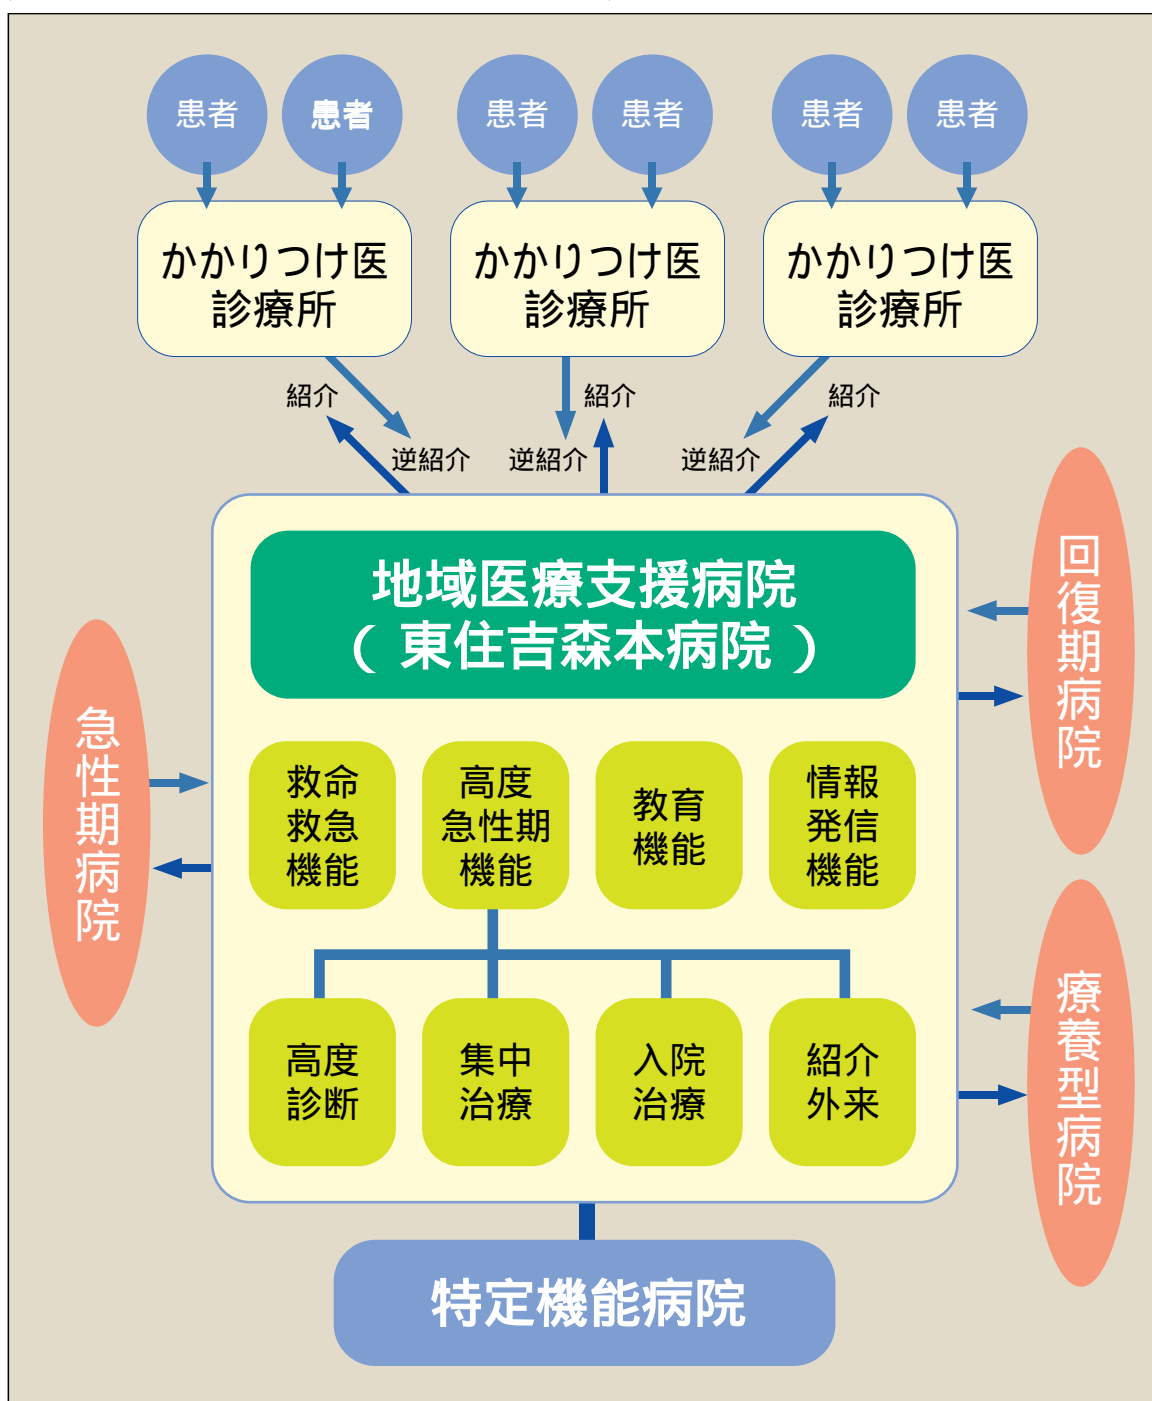 患者
患者
患者
患者
患者
患者
かかりつけ医
診療所
かかりつけ医
診療所
かかりつけ医
診療所
紹介
逆紹介
紹介
逆紹介
紹介
逆紹介
地域医療支援病院
（ 東住吉森本病院 ）
救命
救急
機能
高度
急性期
機能
教育
機能
情報
発信
機能
高度
診断
集中
治療
入院
治療
紹介
外来
急性期病院
回復期病院
療養型病院
特定機能病院